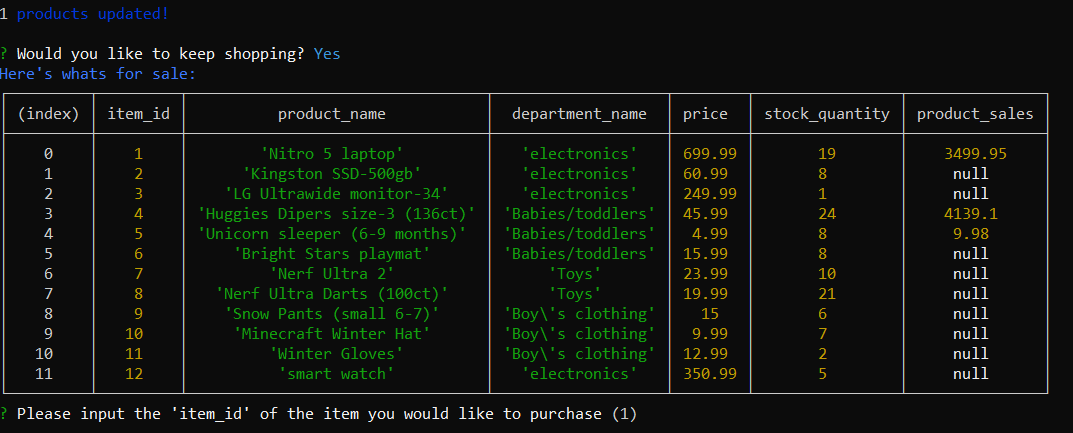 1 products updated!
? Would you like to keep shopping? Yes
Here's whats for sale:
(index) item_id product_name department_name price stock_quantity product_sales
0 1 'Nitro 5 laptop' 'electronics' 699.99 19 3499.95
1 2 'Kingston SSD-500gb' 'electronics' 60.99 8 null
2 3 'LG Ultrawide monitor-34' 'electronics' 249.99 1 null
3 4 'Huggies Dipers size-3 (136ct)' 'Babies/toddlers' 45.99 24 4139.1
4 5 'Unicorn sleeper (6-9 months)' 'Babies/toddlers' 4.99 8 9.98
5 6 'Bright Stars playmat' 'Babies/toddlers' 15.99 8 null
6 7 'Nerf Ultra 2' 'Toys' 23.99 10 null
7 8 'Nerf Ultra Darts (100ct)' 'Toys' 19.99 21 null
8 9 'Snow Pants (small 6-7)' 'Boy\'s clothing' 15 6 null
9 10 'Minecraft Winter Hat' 'Boy\'s clothing' 9.99 7 null
10 11 'Winter Gloves' 'Boy\'s clothing' 12.99 2 null
11 12 'smart watch' 'electronics' 350.99 5 null
? Please input the 'item_id' of the item you would like to purchase (1)